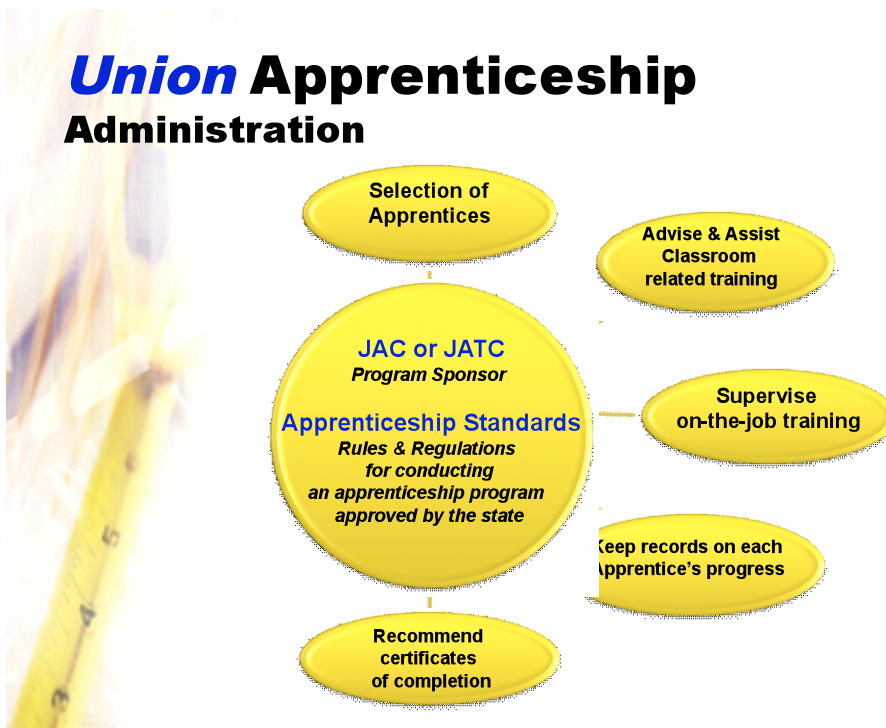 Union Apprenticeship
Administration
Selection of
Apprentices
Advise & Assist
Classroom
related training
JAC or JATC
Program Sponsor
Apprenticeship Standards
Rules & Regulations
for conducting
an apprenticeship program
approved by the state
Supervise
on-the-job training
Keep records on each
Apprentice's progress
Recommend
certificates
of completion
5
4
3